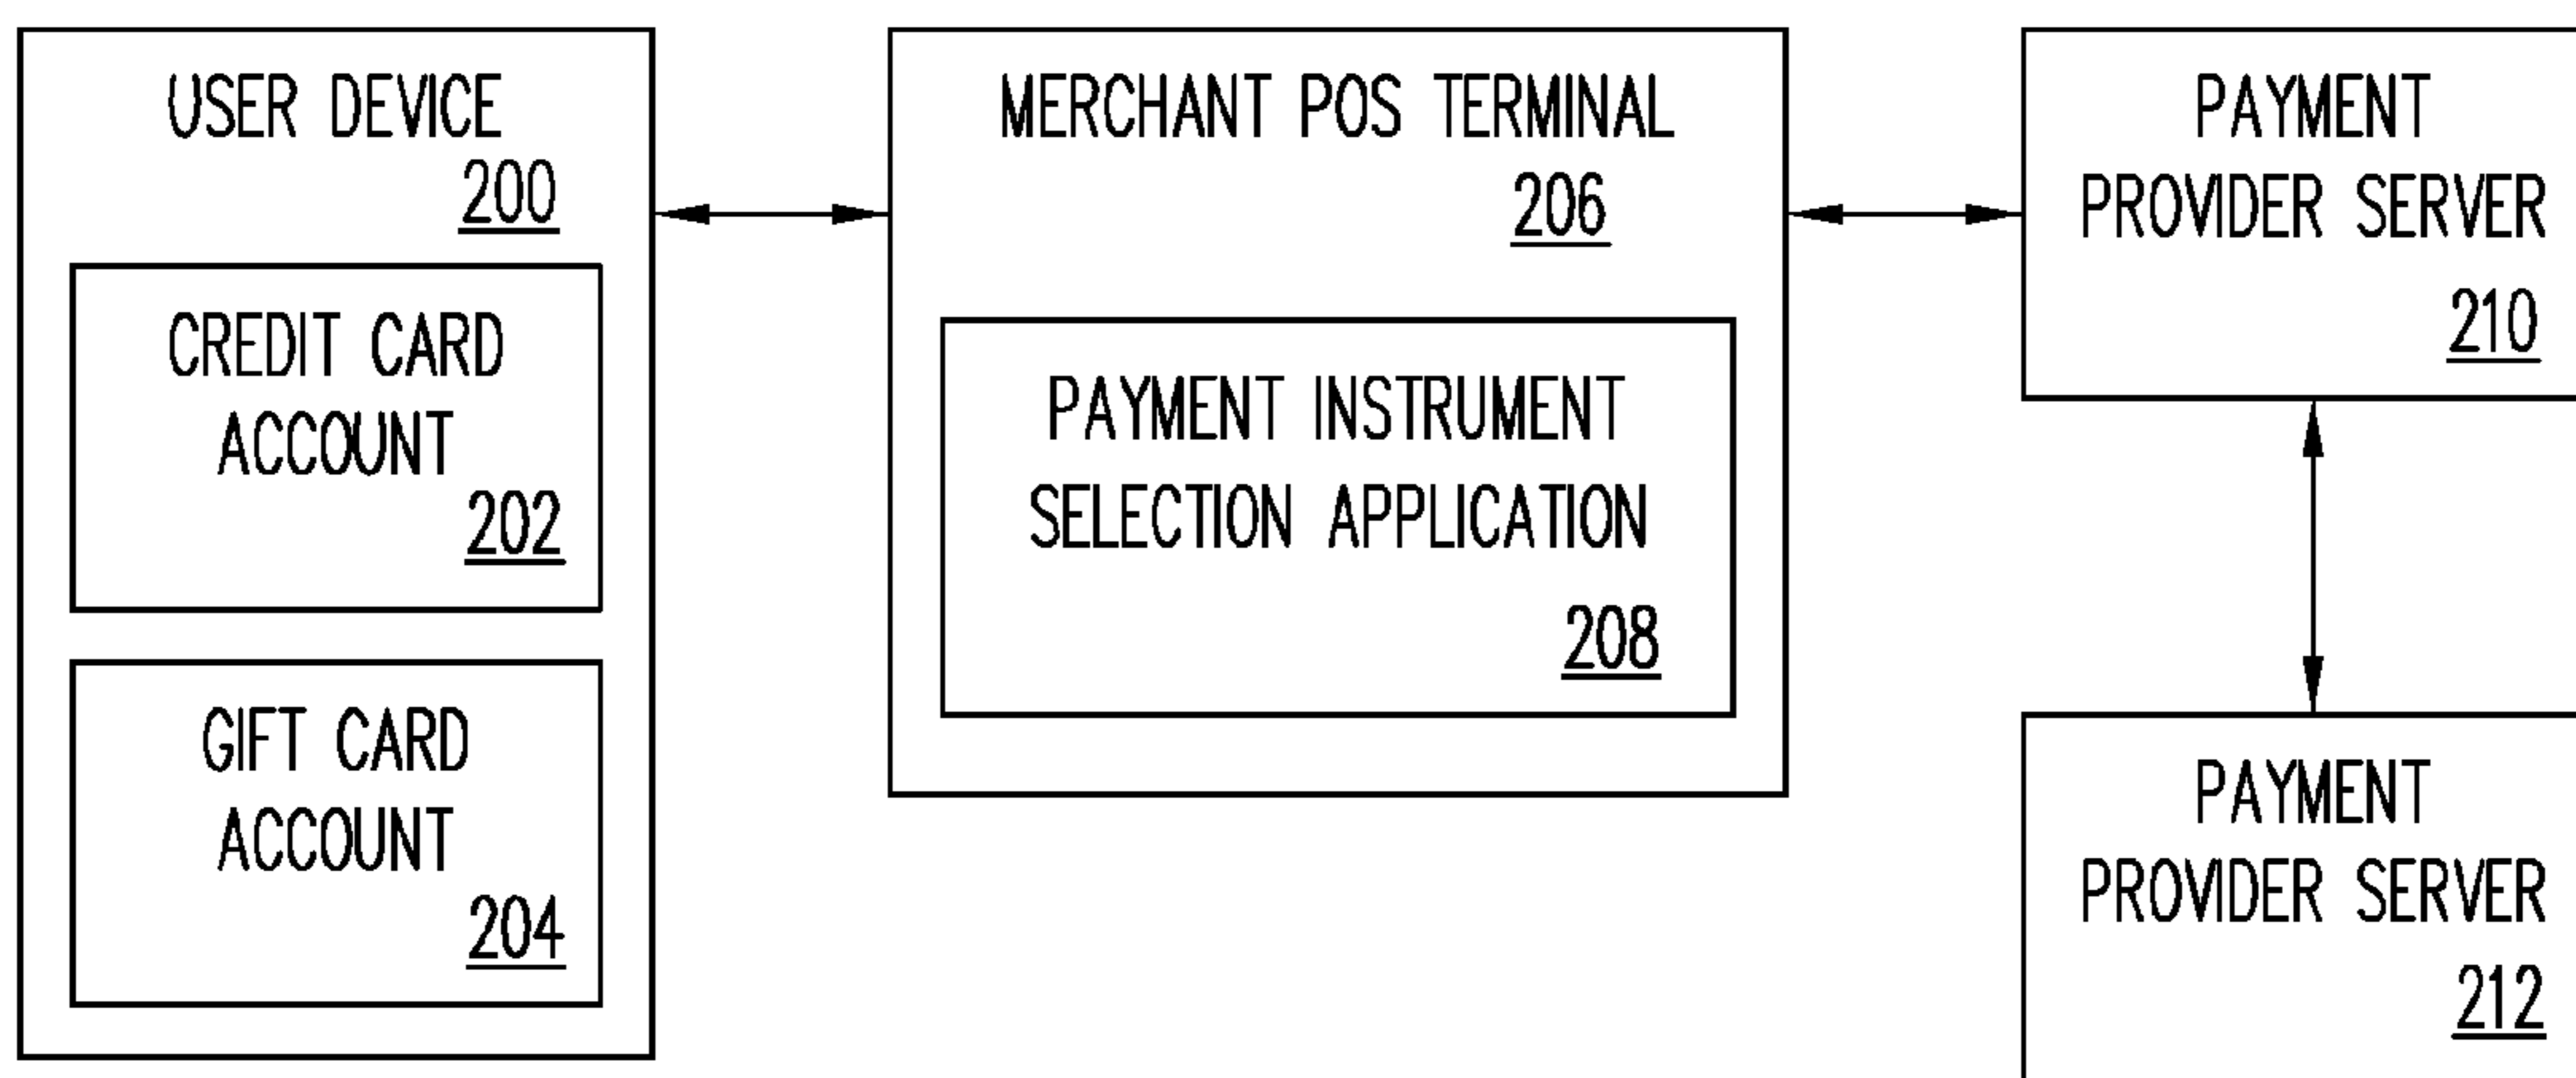 USER DEVICE
200
CREDIT CARD
ACCOUNT
202
GIFT CARD
ACCOUNT
204
MERCHANT POS TERMINAL
206
PAYMENT INSTRUMENT
SELECTION APPLICATION
208
PAYMENT
PROVIDER SERVER
210
PAYMENT
PROVIDER SERVER
212